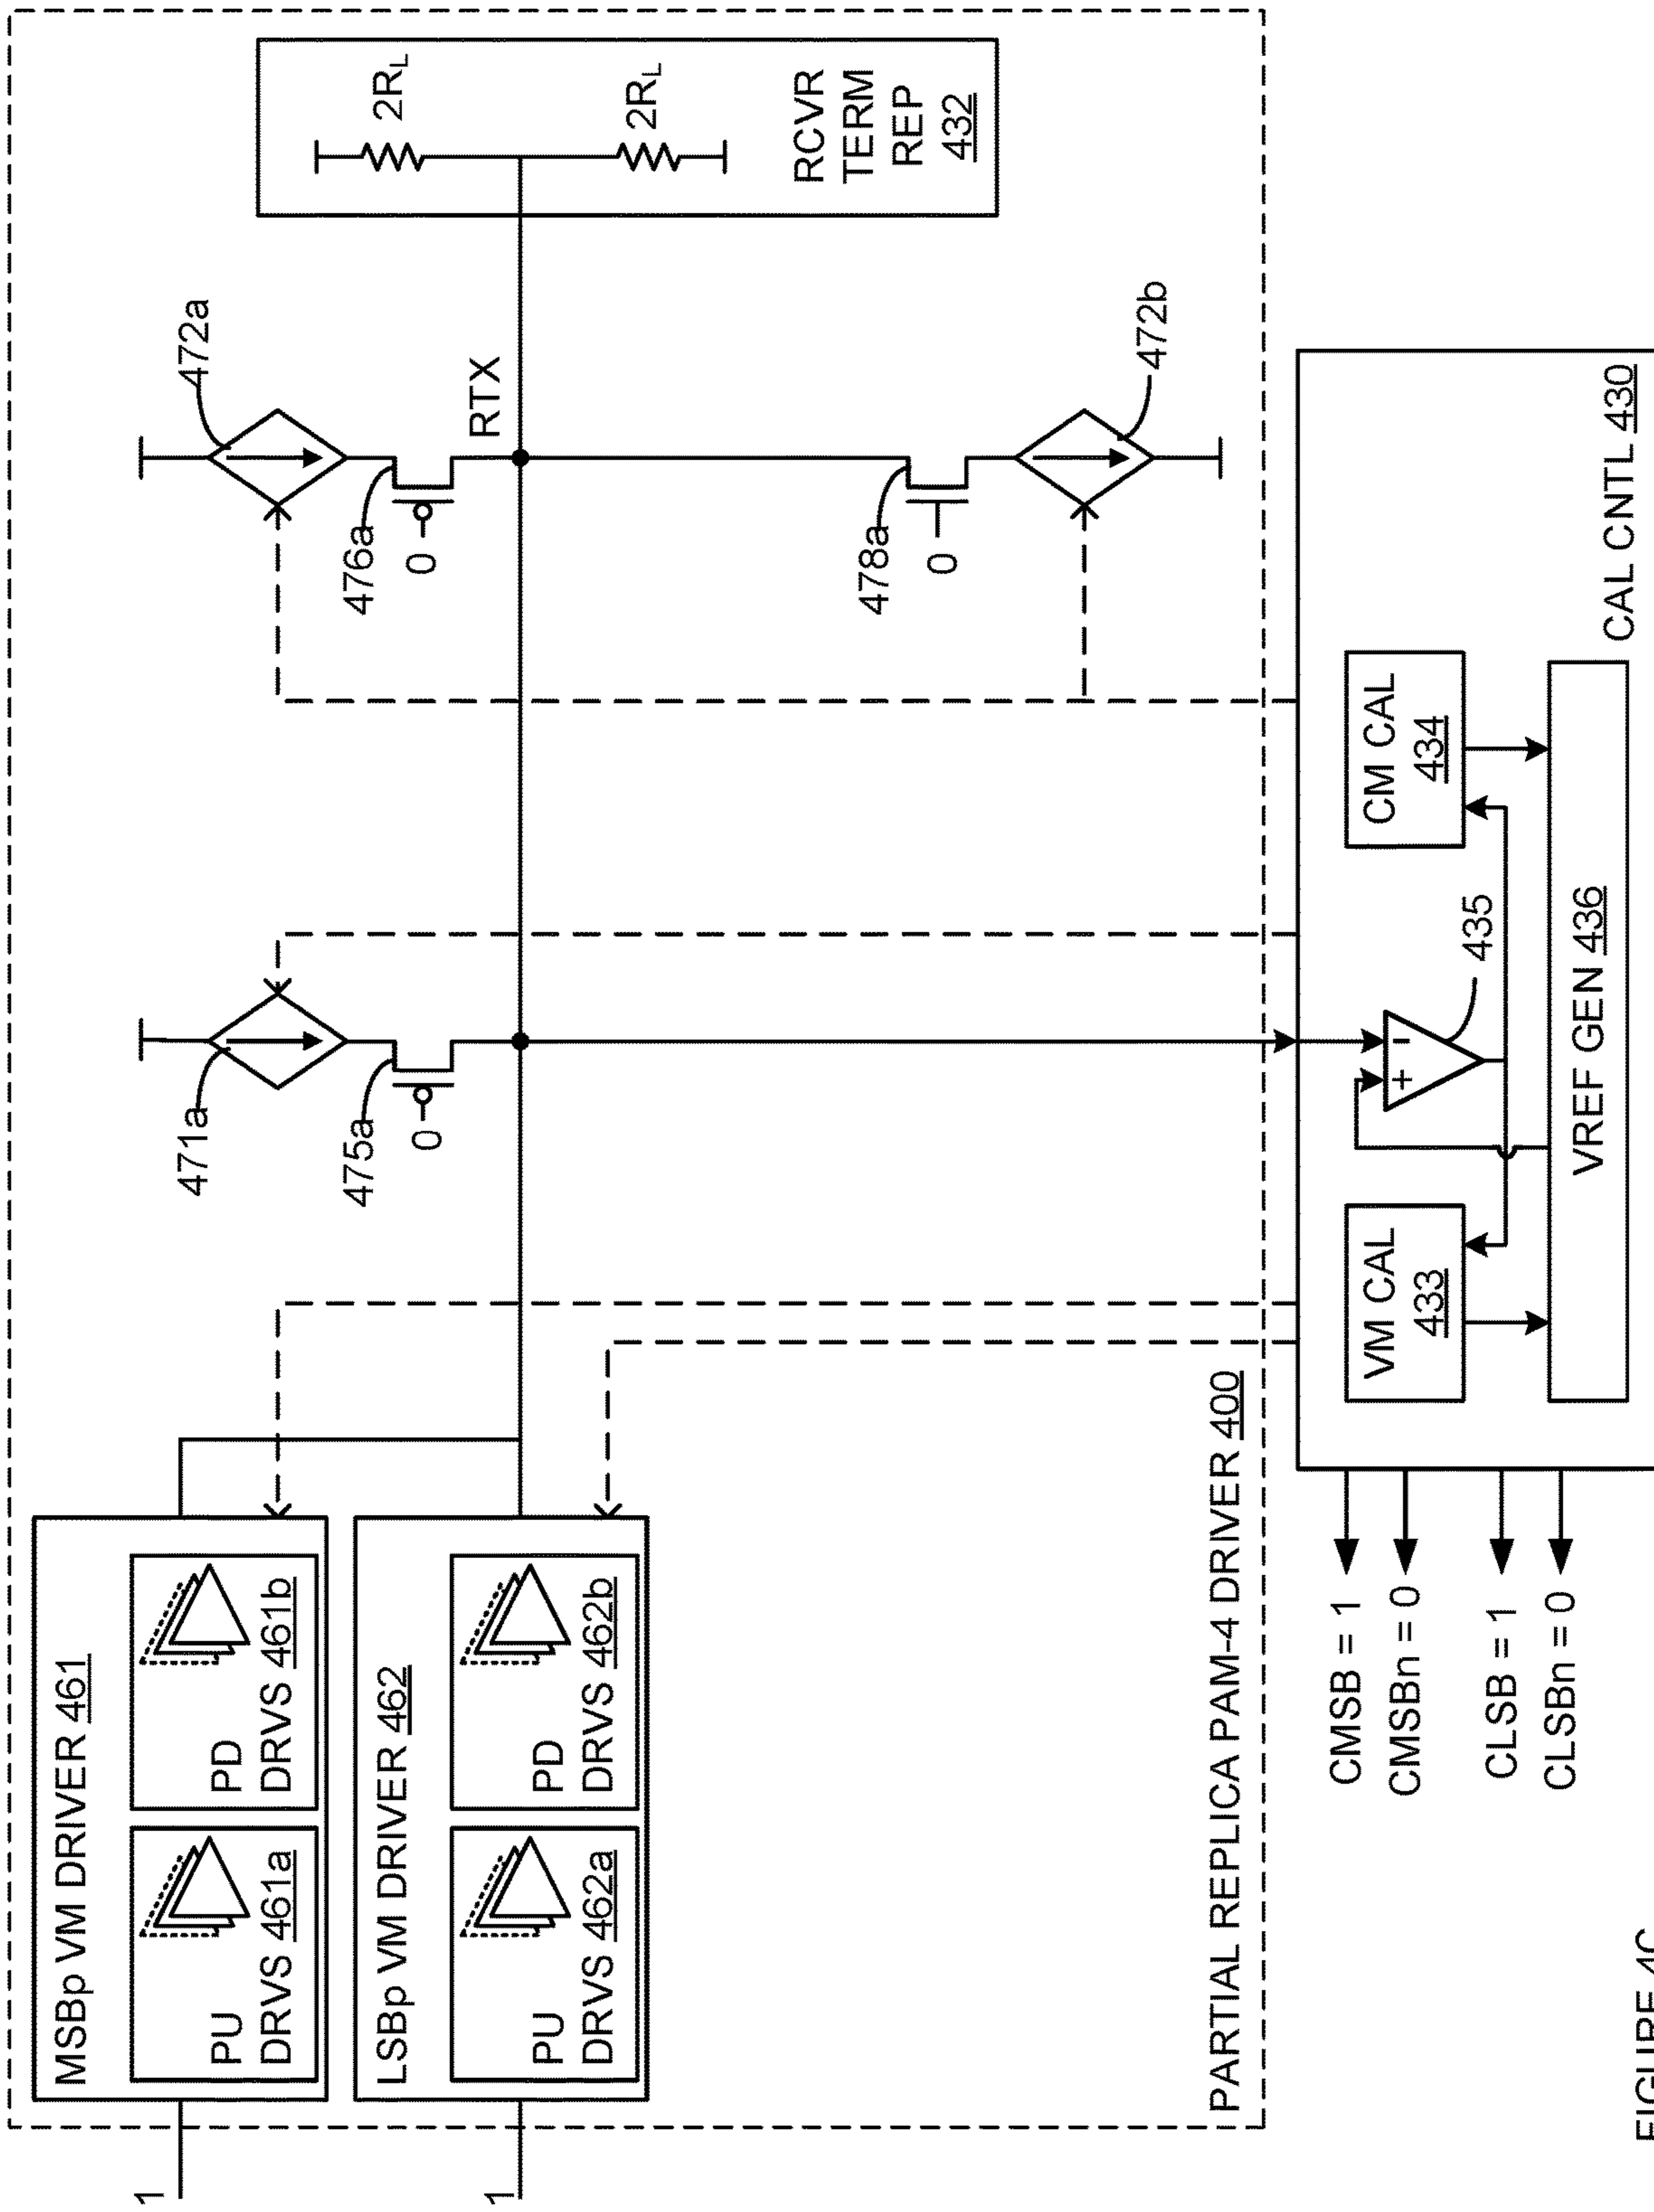 1
1
MSBp VM DRIVER 461
PU
DRVS 461a
PD
DRVS 461b
LSBp VM DRIVER 462
PU
DRVS 462a
PD
DRVS 462b
471a
475a
0
472a
476a
0
RTX
478a
0
472b
2RL
2RL
RCVR
TERM
REP
432
PARTIAL REPLICA PAM-4 DRIVER 400
CMSB = 1
CMSBn = 0
CLSB = 1
CLSBn = 0
VM CAL
433
+
-
435
CM CAL
434
VREF GEN 436
CAL CNTL 430
FIGURE 4C